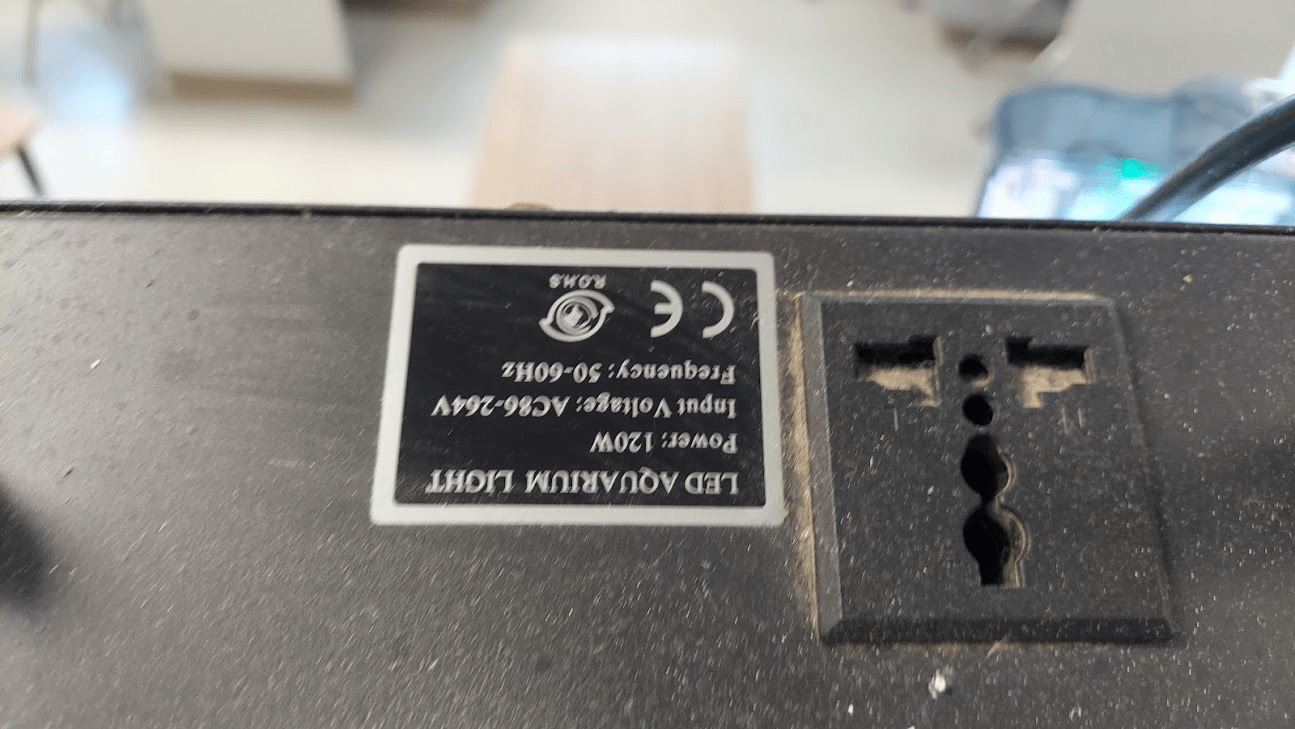 LED AQUARIUM LIGHT
Power: 120W
Input Voltage: AC86-264V
Frequency: 50-60Hz
CE
R.O.H.S